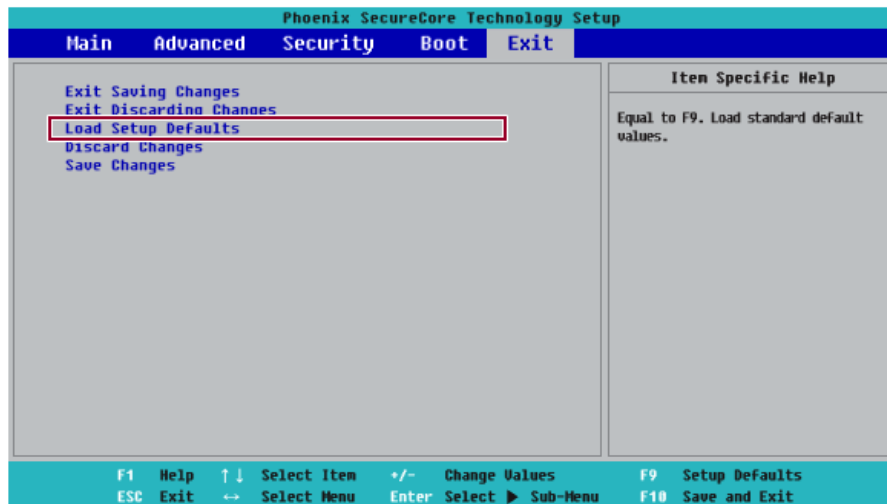 Phoenix SecureCore Technology Setup
Main Advanced Security Boot Exit
Exit Saving Changes
Exit Discarding Changes
Load Setup Defaults
Discard Changes
Save Changes
Item Specific Help
Equal to F9. Load standard default
values.
F1 Help ↑↓ Select Item +/- Change Values F9 Setup Defaults
ESC Exit ↔ Select Menu Enter Select ▶ Sub-Menu F10 Save and Exit